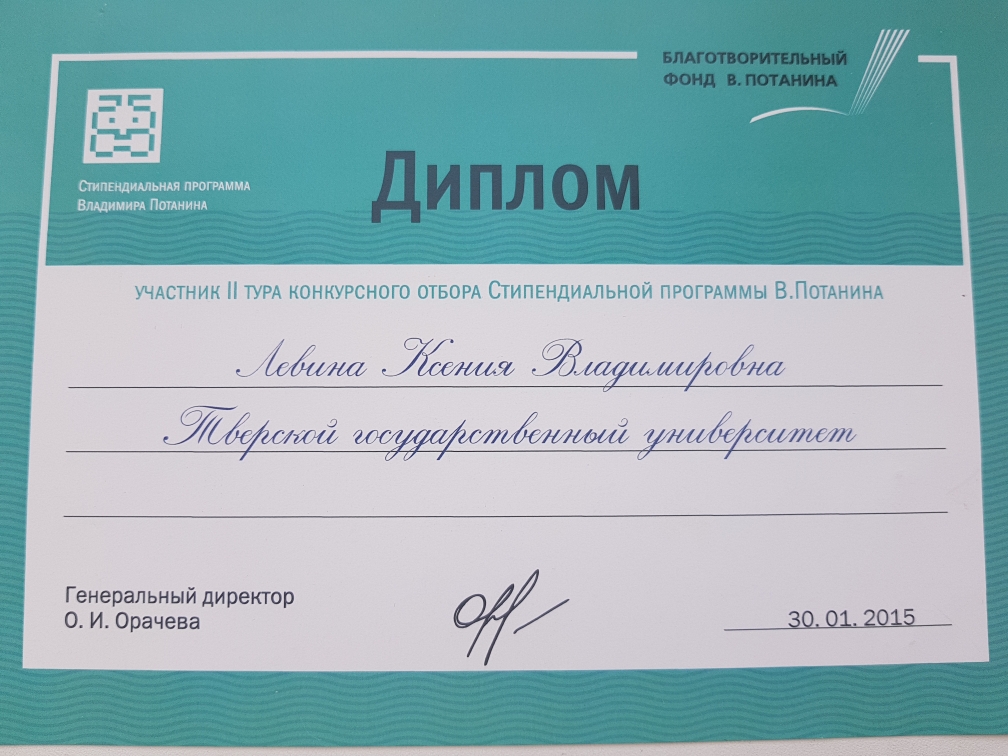 БЛАГОТВОРИТЕЛЬНЫЙ
ФОНД В. ПОТАНИНА
СТИПЕНДИАЛЬНАЯ ПРОГРАММА
ВЛАДИМИРА ПОТАНИНА
Диплом
УЧАСТНИК II ТУРА КОНКУРСНОГО ОТБОРА СТИПЕНДИАЛЬНОЙ ПРОГРАММЫ В.ПОТАНИНА
Левина Ксения Владимировна
Тверской государственный университет
Генеральный директор
О. И. Орачева
30. 01. 2015